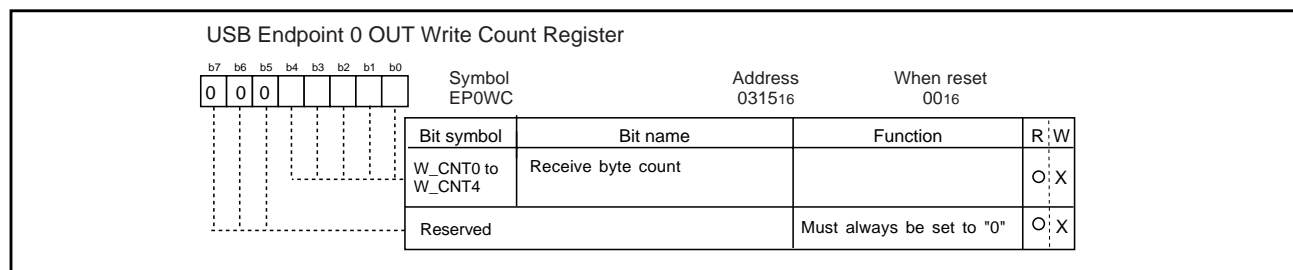 USB Endpoint 0 OUT Write Count Register
b7 b6 b5 b4 b3 b2 b1 b0
0 0 0
Symbol Address When reset
EP0WC 031516 0016
Bit symbol Bit name Function R W
W_CNT0 to Receive byte count
W_CNT4 O X
Reserved Must always be set to "0" O X